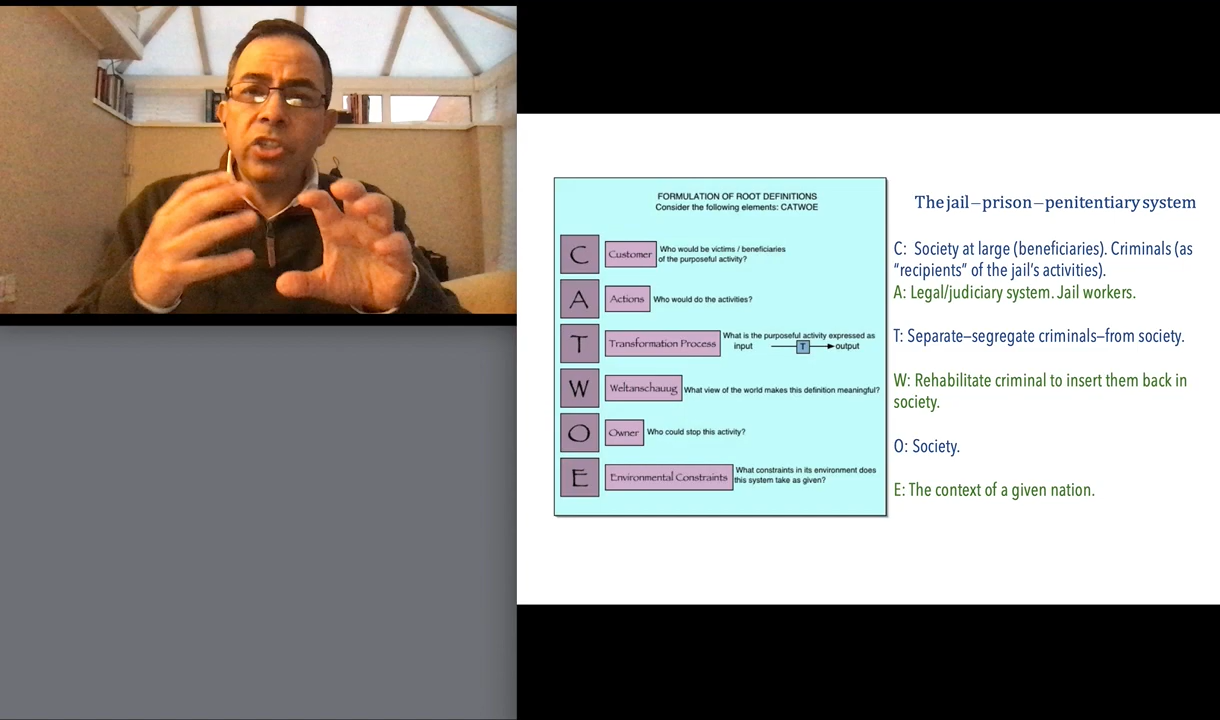 FORMULATION OF ROOT DEFINITIONS
Consider the following elements: CATWOE
C Customer Who would be victims / beneficiaries
of the purposeful activity?
A Actions Who would do the activities?
T Transformation Process What is the purposeful activity expressed as
input T output
W Weltanschauug What view of the world makes this definition meaningful?
O Owner Who could stop this activity?
E Environmental Constraints What constraints in its environment does
this system take as given?
The jail–prison–penitentiary system
C: Society at large (beneficiaries). Criminals (as
“recipients” of the jail’s activities).
A: Legal/judiciary system. Jail workers.
T: Separate–segregate criminals–from society.
W: Rehabilitate criminal to insert them back in
society.
O: Society.
E: The context of a given nation.